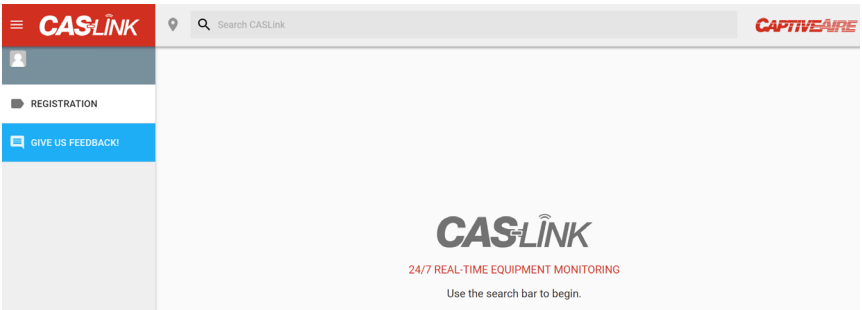 CASLINK
Search CASLink
CAPTIVEAIRE
REGISTRATION
GIVE US FEEDBACK!
CASLINK
24/7 REAL-TIME EQUIPMENT MONITORING
Use the search bar to begin.